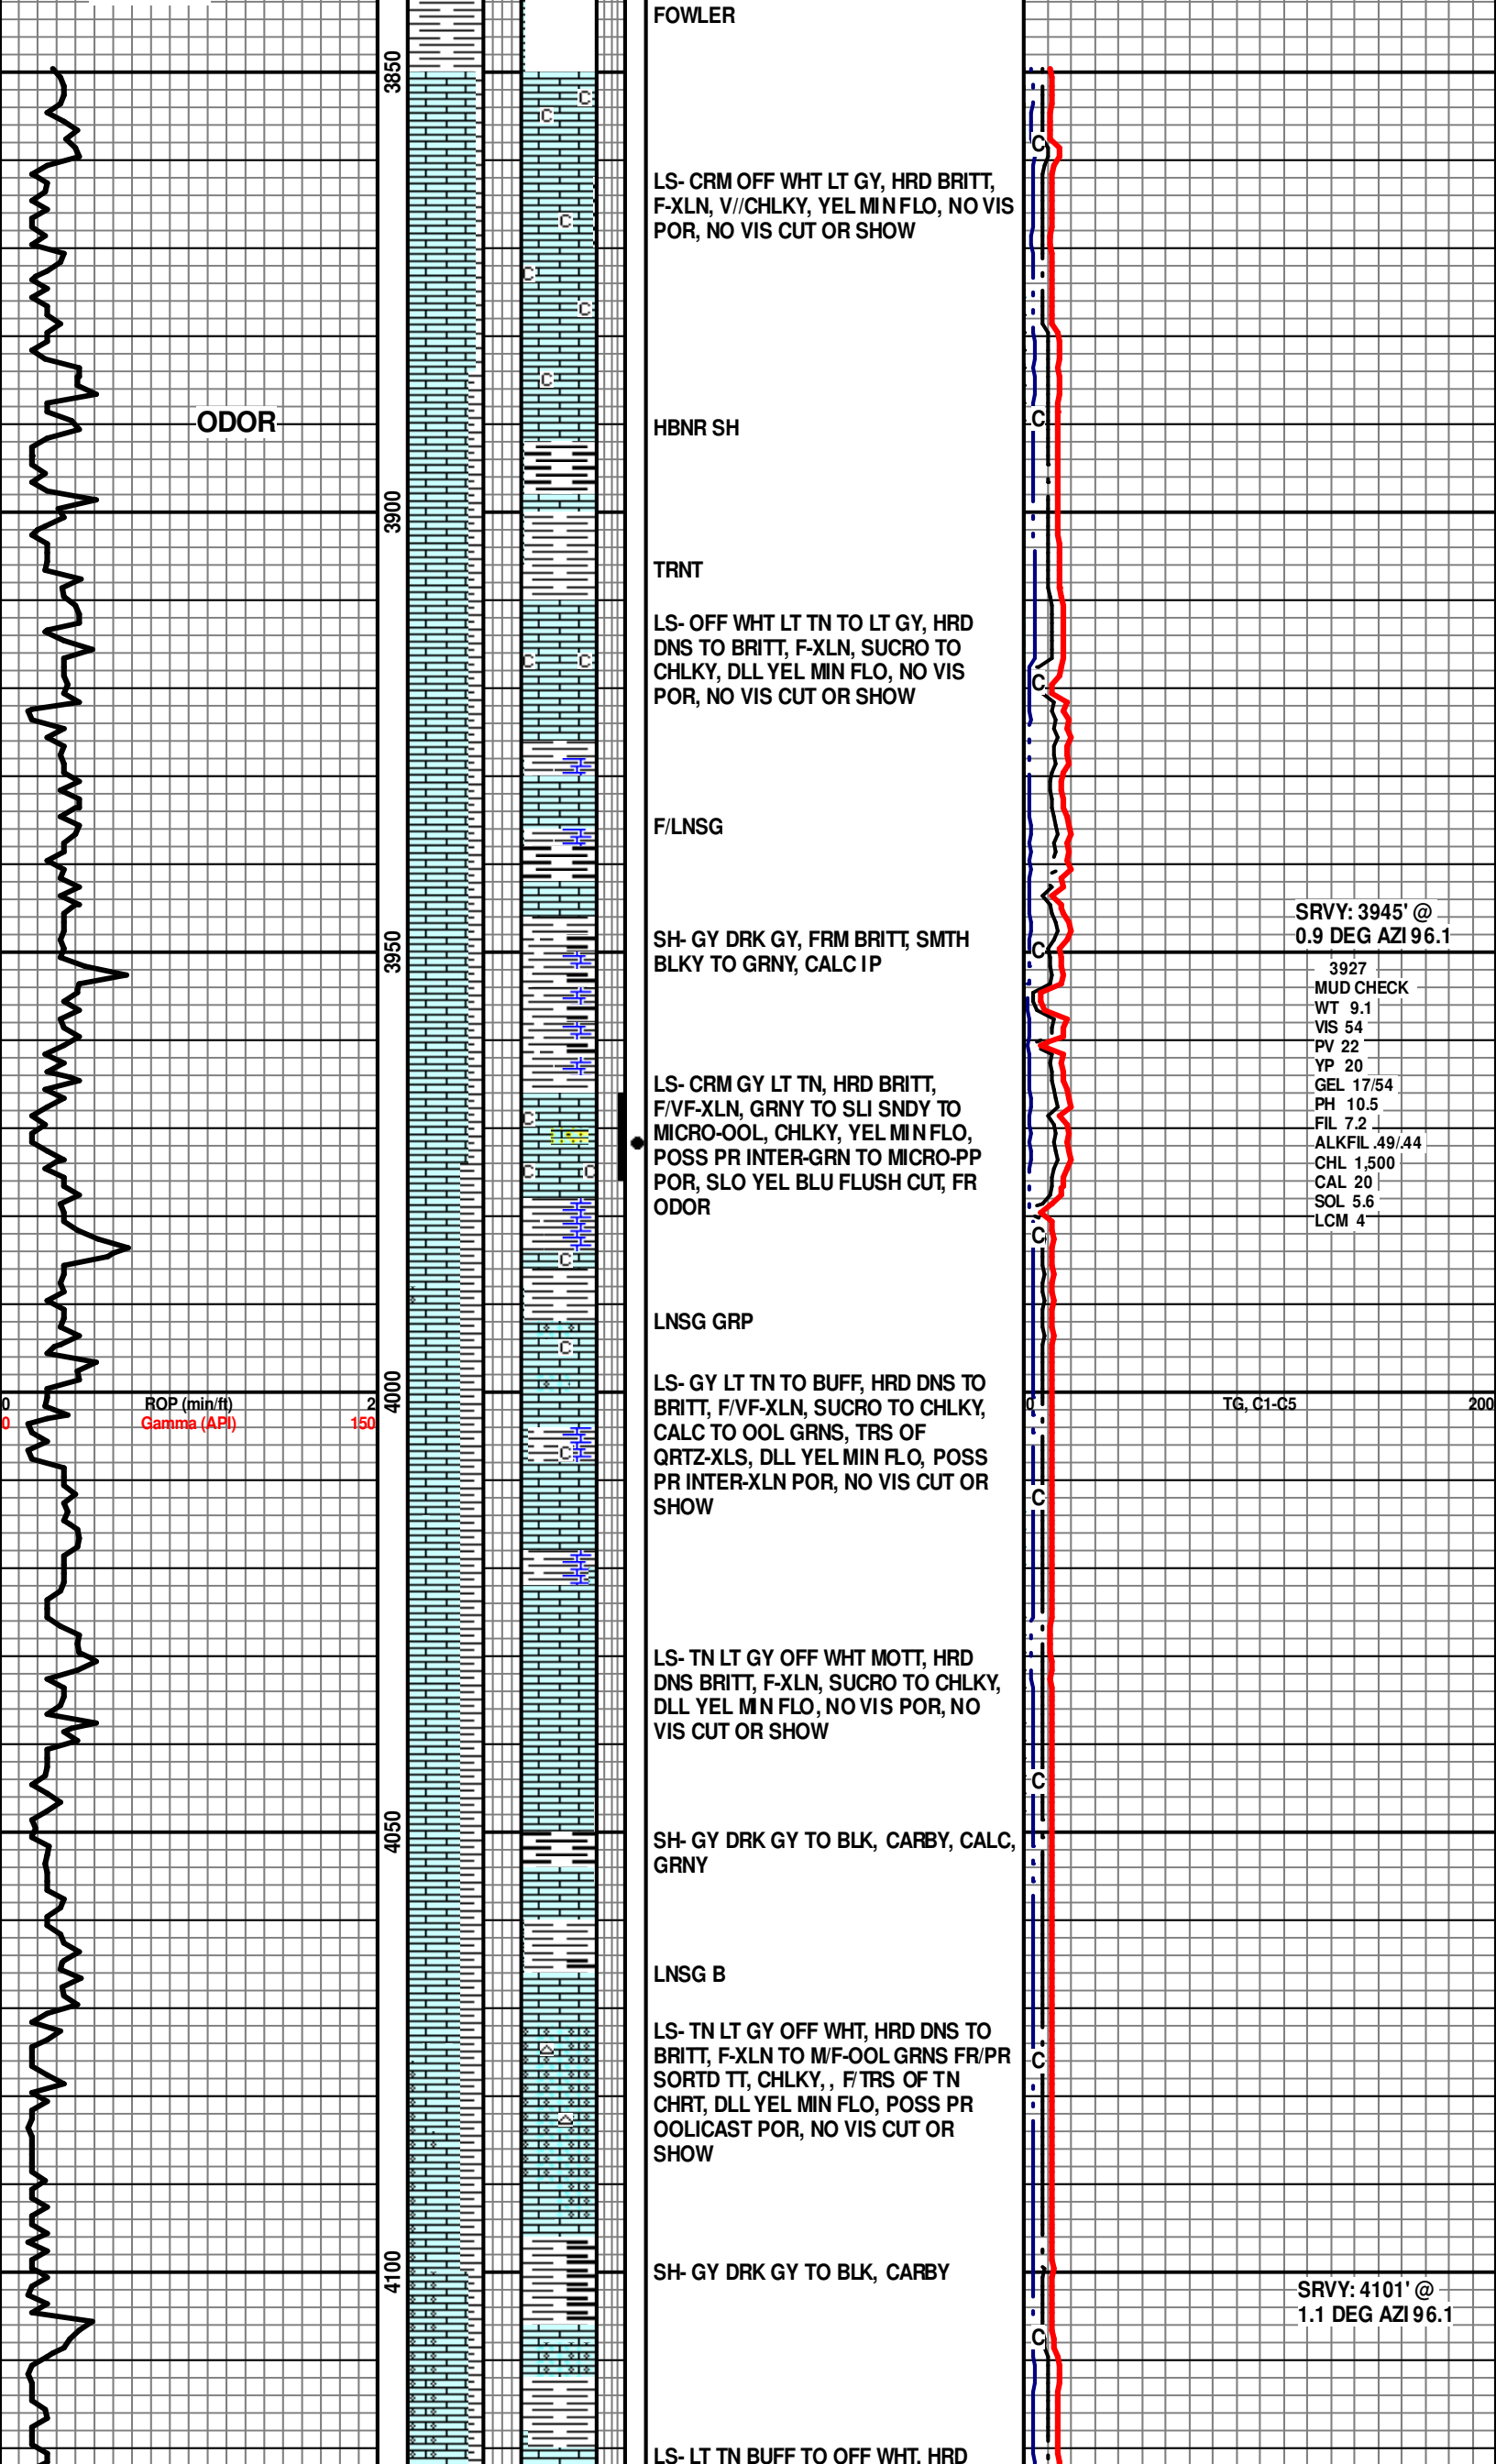 FOWLER
3850
C
C
C
LS- CRM OFF WHT LT GY, HRD BRITT,
F-XLN, V//CHLKY, YEL MIN FLO, NO VIS
POR, NO VIS CUT OR SHOW
C
C
C
C
ODOR
HBNR SH
C
3900
TRNT
LS- OFF WHT LT TN TO LT GY, HRD
DNS TO BRITT, F-XLN, SUCRO TO
CHLKY, DLL YEL MIN FLO, NO VIS
POR, NO VIS CUT OR SHOW
C
C
C
F/LNSG
SRVY: 3945' @
0.9 DEG AZI 96.1
3950
SH- GY DRK GY, FRM BRITT, SMTH
BLKY TO GRNY, CALC IP
C
3927
MUD CHECK
WT 9.1
VIS 54
PV 22
YP 20
GEL 17/54
PH 10.5
FIL 7.2
ALKFIL .49/.44
CHL 1,500
CAL 20
SOL 5.6
LCM 4
LS- CRM GY LT TN, HRD BRITT,
F/VF-XLN, GRNY TO SLI SNDY TO
MICRO-OOL, CHLKY, YEL MIN FLO,
POSS PR INTER-GRN TO MICRO-PP
POR, SLO YEL BLU FLUSH CUT, FR
ODOR
C
C
C
C
C
LNSG GRP
C
4000
0 ROP (min/ft) 2
0 Gamma (API) 150
0 TG, C1-C5 200
LS- GY LT TN TO BUFF, HRD DNS TO
BRITT, F/VF-XLN, SUCRO TO CHLKY,
CALC TO OOL GRNS, TRS OF
QRTZ-XLS, DLL YEL MIN FLO, POSS
PR INTER-XLN POR, NO VIS CUT OR
SHOW
C
C
LS- TN LT GY OFF WHT MOTT, HRD
DNS BRITT, F-XLN, SUCRO TO CHLKY,
DLL YEL MIN FLO, NO VIS POR, NO
VIS CUT OR SHOW
C
4050
SH- GY DRK GY TO BLK, CARBY, CALC,
GRNY
LNSG B
LS- TN LT GY OFF WHT, HRD DNS TO
BRITT, F-XLN TO M/F-OOL GRNS FR/PR
SORTD TT, CHLKY, , F/TRS OF TN
CHRT, DLL YEL MIN FLO, POSS PR
OOLICAST POR, NO VIS CUT OR
SHOW
C
4100
SH- GY DRK GY TO BLK, CARBY
SRVY: 4101' @
1.1 DEG AZI 96.1
C
LS- LT TN BUFF TO OFF WHT, HRD